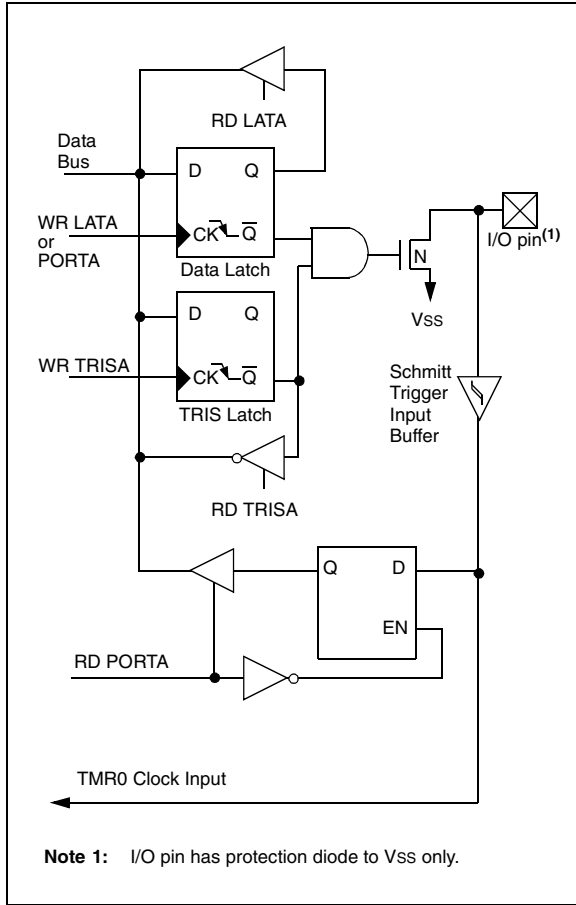 RD LATA
Data
Bus
D Q
WR LATA
or
PORTA
CK Q̅
Data Latch
I/O pin(1)
N
VSS
D Q
WR TRISA
CK Q̅
TRIS Latch
Schmitt
Trigger
Input
Buffer
RD TRISA
Q D
EN
RD PORTA
TMR0 Clock Input
Note 1: I/O pin has protection diode to VSS only.